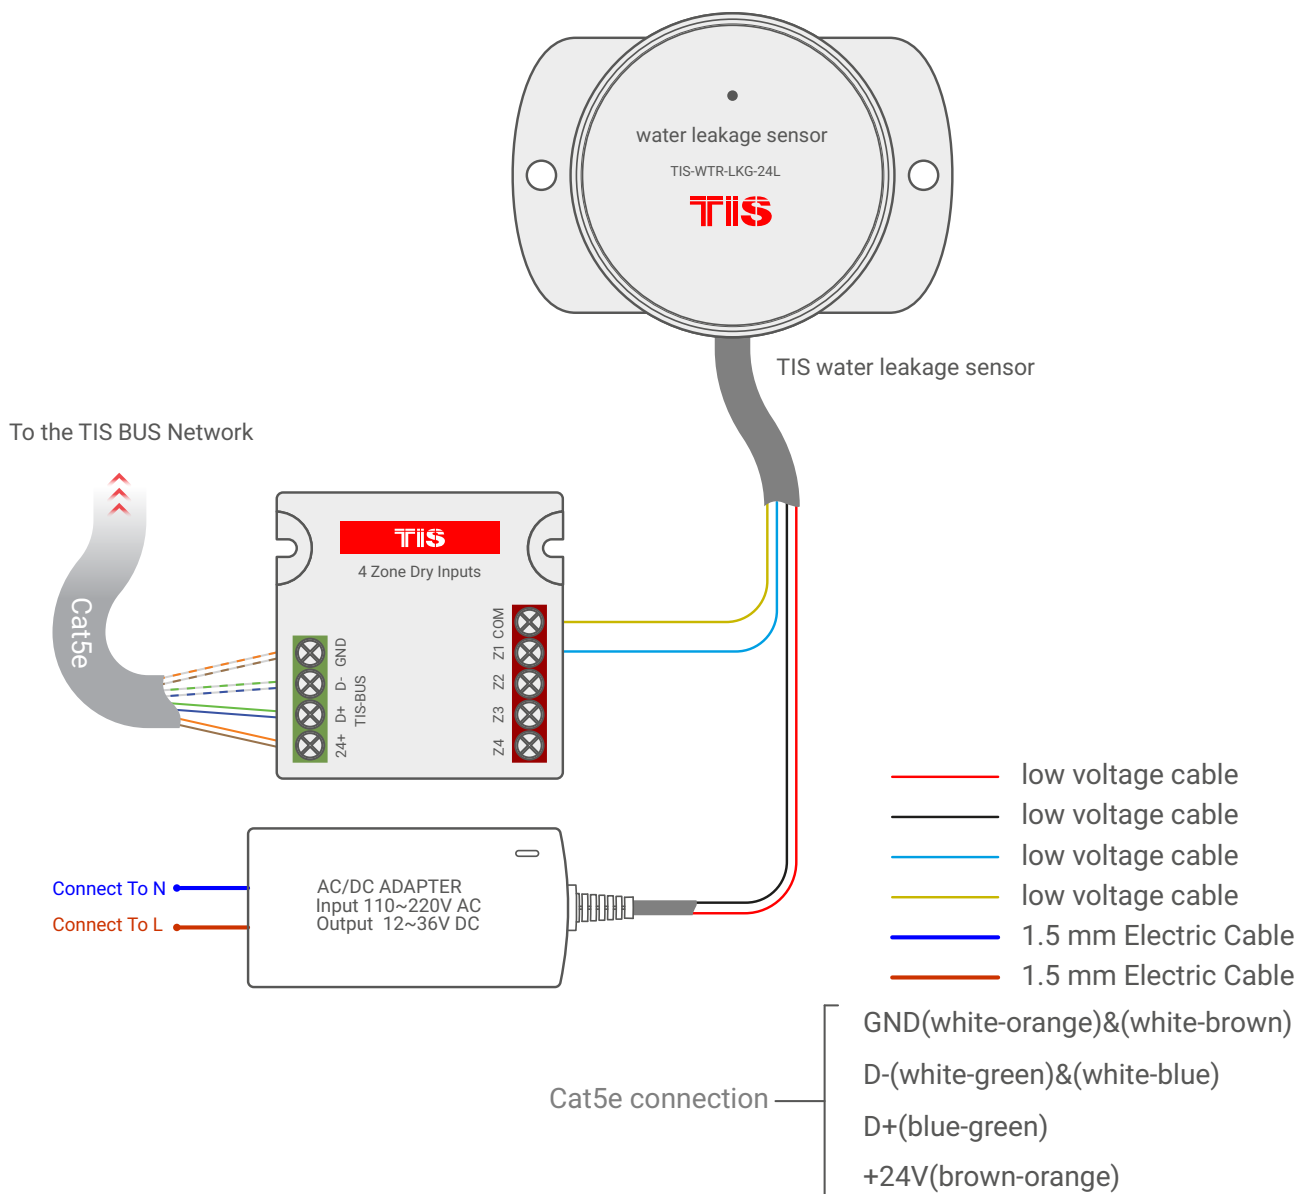 water leakage sensor
TIS-WTR-LKG-24L
TIS
TIS water leakage sensor
To the TIS BUS Network
Cat5e
TIS
4 Zone Dry Inputs
GND
D-
D+
24+
TIS-BUS
COM
Z1
Z2
Z3
Z4
Connect To N
Connect To L
AC/DC ADAPTER
Input 110~220V AC
Output 12~36V DC
low voltage cable
low voltage cable
low voltage cable
low voltage cable
1.5 mm Electric Cable
1.5 mm Electric Cable
Cat5e connection
GND(white-orange)&(white-brown)
D-(white-green)&(white-blue)
D+(blue-green)
+24V(brown-orange)